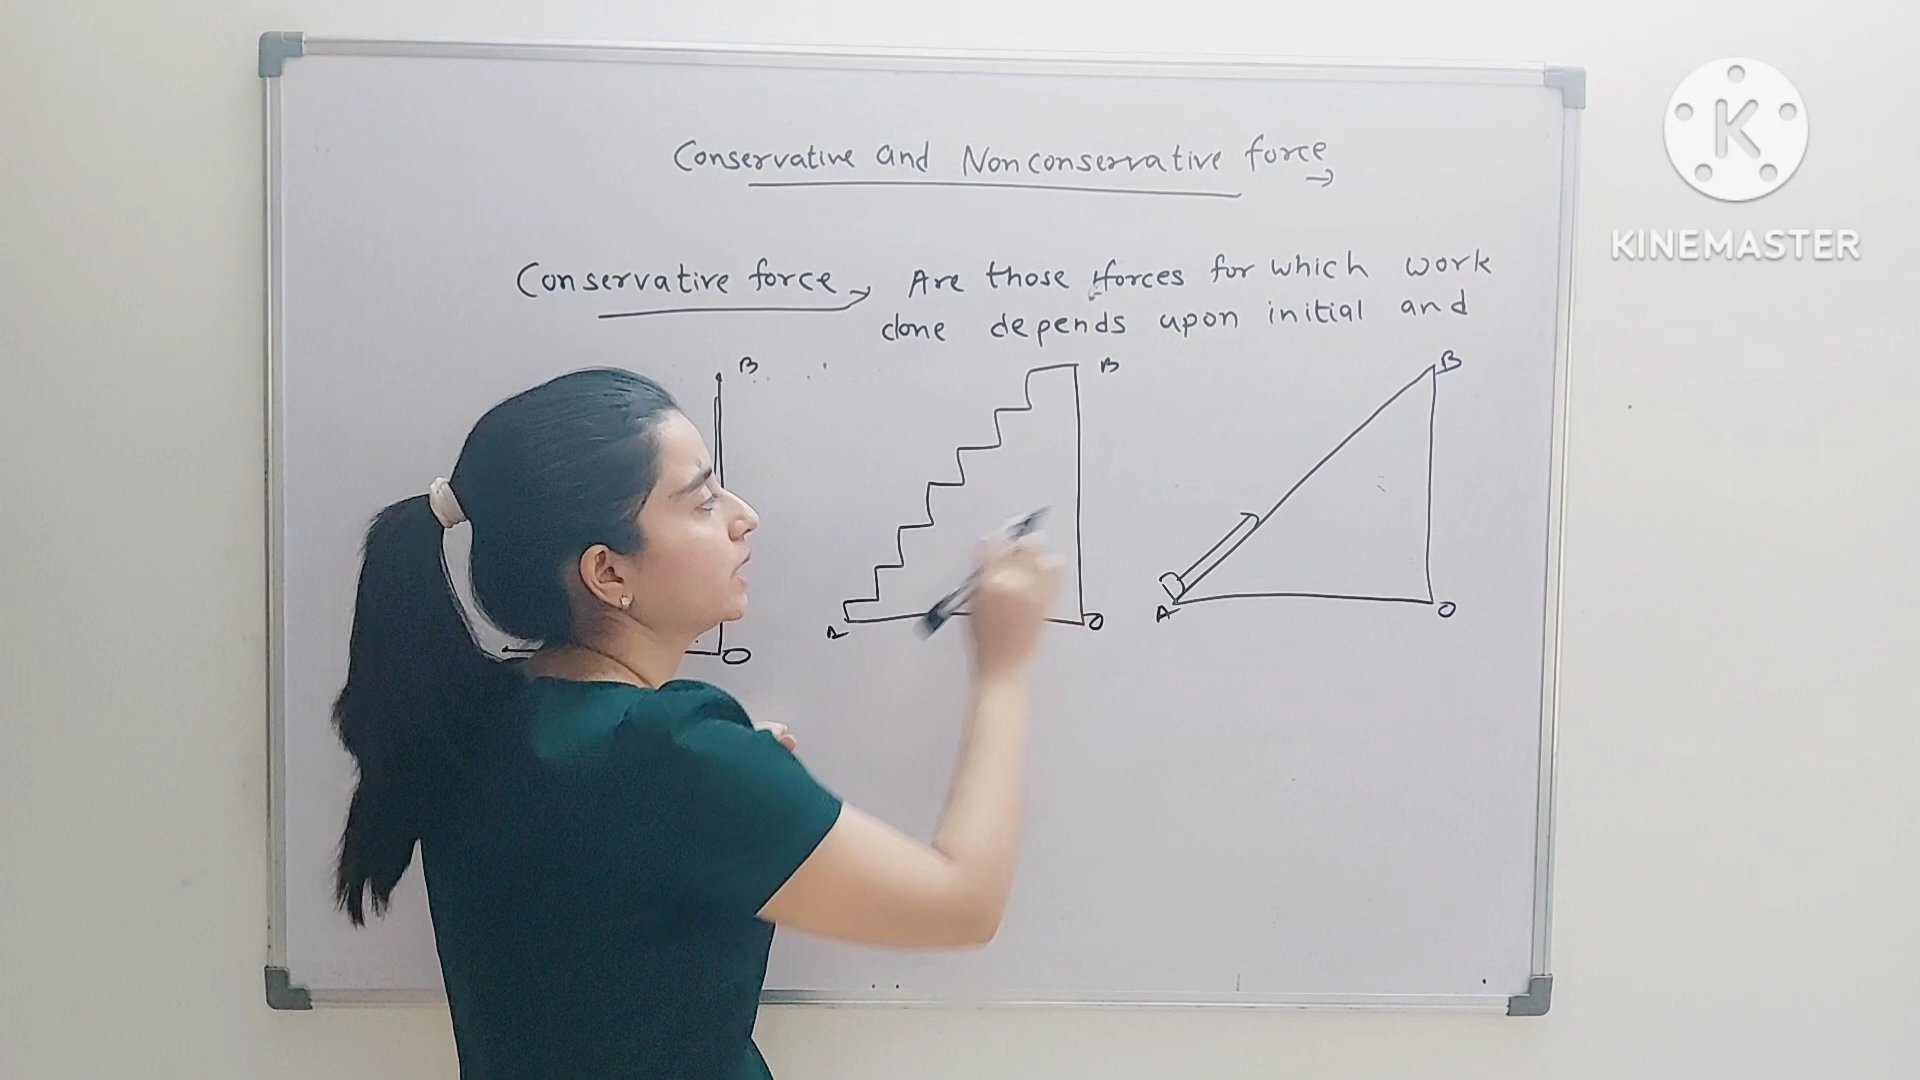 Conservative and Nonconservative force
Conservative force Are those forces for which work
done depends upon initial and
B
B
B
O
A
O
A
O
K
KINEMASTER